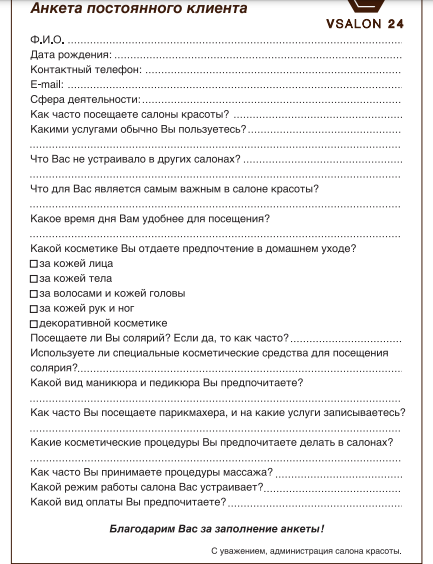 Анкета постоянного клиента
VSALON 24
Ф.И.О.
Дата рождения:
Контактный телефон:
E-mail:
Сфера деятельности:
Как часто посещаете салоны красоты?
Какими услугами обычно Вы пользуетесь?
Что Вас не устраивало в других салонах?
Что для Вас является самым важным в салоне красоты?
Какое время дня Вам удобнее для посещения?
Какой косметике Вы отдаете предпочтение в домашнем уходе?
за кожей лица
за кожей тела
за волосами и кожей головы
за кожей рук и ног
декоративной косметике
Посещаете ли Вы солярий? Если да, то как часто?
Используете ли специальные косметические средства для посещения
солярия?
Какой вид маникюра и педикюра Вы предпочитаете?
Как часто Вы посещаете парикмахера, и на какие услуги записываетесь?
Какие косметические процедуры Вы предпочитаете делать в салонах?
Как часто Вы принимаете процедуры массажа?
Какой режим работы салона Вас устраивает?
Какой вид оплаты Вы предпочитаете?
Благодарим Вас за заполнение анкеты!
С уважением, администрация салона красоты.